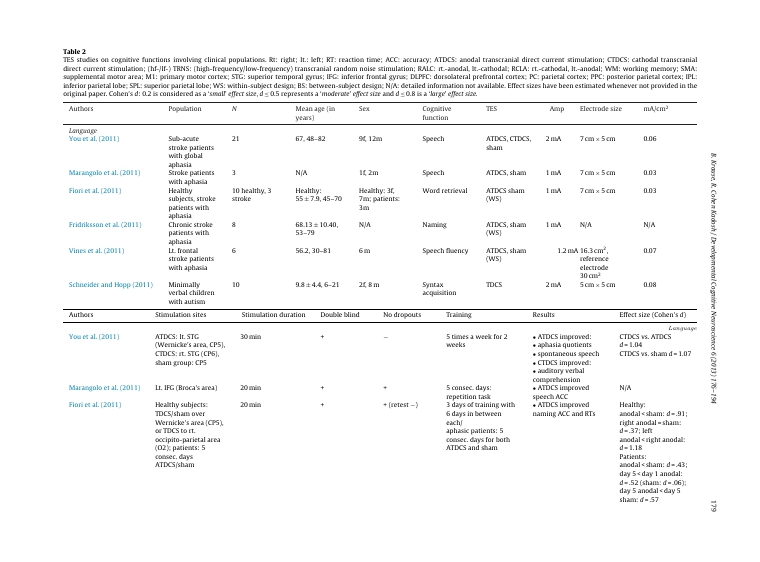 Table 2
TES studies on cognitive functions involving clinical populations. Rt: right; lt.: left; RT: reaction time; ACC: accuracy; ATDCS: anodal transcranial direct current stimulation; CTDCS: cathodal transcranial
direct current stimulation; (hf-/lf-) TRNS: (high-frequency/low-frequency) transcranial random noise stimulation; RALC: rt.-anodal, lt.-cathodal; RCLA: rt.-cathodal, lt.-anodal; WM: working memory; SMA:
supplemental motor area; M1: primary motor cortex; STG: superior temporal gyrus; IFG: inferior frontal gyrus; DLPFC: dorsolateral prefrontal cortex; PC: parietal cortex; PPC: posterior parietal cortex; IPL:
inferior parietal lobe; SPL: superior parietal lobe; WS: within-subject design; BS: between-subject design; N/A: detailed information not available. Effect sizes have been estimated whenever not provided in the
original paper. Cohen's d: 0.2 is considered as a 'small' effect size, d ≤ 0.5 represents a 'moderate' effect size and d ≤ 0.8 is a 'large' effect size.
Authors Population N Mean age (in Sex Cognitive TES Amp Electrode size mA/cm²
years) function
Language
You et al. (2011) Sub-acute 21 67, 48–82 9f, 12m Speech ATDCS, CTDCS, 2 mA 7 cm × 5 cm 0.06
stroke patients sham
with global
aphasia
Marangolo et al. (2011) Stroke patients 3 N/A 1f, 2m Speech ATDCS, sham 1 mA 7 cm × 5 cm 0.03
with aphasia
Fiori et al. (2011) Healthy 10 healthy, 3 Healthy: Healthy: 3f, Word retrieval ATDCS sham 1 mA 7 cm × 5 cm 0.03
subjects, stroke stroke 55 ± 7.9, 45–70 7m; patients: (WS)
patients with 3m
aphasia
Fridriksson et al. (2011) Chronic stroke 8 68.13 ± 10.40, N/A Naming ATDCS, sham 1 mA N/A N/A
patients with 53–79 (WS)
aphasia
Vines et al. (2011) Lt. frontal 6 56.2, 30–81 6 m Speech fluency ATDCS, sham 1.2 mA 16.3 cm², 0.07
stroke patients (WS) reference
with aphasia electrode
30 cm²
Schneider and Hopp (2011) Minimally 10 9.8 ± 4.4, 6–21 2f, 8 m Syntax TDCS 2 mA 5 cm × 5 cm 0.08
verbal children acquisition
with autism
Authors Stimulation sites Stimulation duration Double blind No dropouts Training Results Effect size (Cohen's d)
Language
You et al. (2011) ATDCS: lt. STG 30 min + − 5 times a week for 2 • ATDCS improved: CTDCS vs. ATDCS
(Wernicke's area, CP5), weeks • aphasia quotients d = 1.04
CTDCS: rt. STG (CP6), • spontaneous speech CTDCS vs. sham d = 1.07
sham group: CP5 • CTDCS improved:
• auditory verbal
comprehension
Marangolo et al. (2011) Lt. IFG (Broca's area) 20 min + + 5 consec. days: • ATDCS improved N/A
repetition task speech ACC
Fiori et al. (2011) Healthy subjects: 20 min + + (retest −) 3 days of training with • ATDCS improved Healthy:
TDCS/sham over 6 days in between naming ACC and RTs anodal < sham: d = .91;
Wernicke's area (CP5), each/ right anodal = sham:
or TDCS to rt. aphasic patients: 5 d = .37; left
occipito-parietal area consec. days for both anodal < right anodal:
(O2); patients: 5 ATDCS and sham d = 1.18
consec. days Patients:
ATDCS/sham anodal < sham: d = .43;
day 5 < day 1 anodal:
d = .52 (sham: d = .06);
day 5 anodal < day 5
sham: d = .57
B. Krause, R. Cohen Kadosh / Developmental Cognitive Neuroscience 6 (2013) 176–194
179